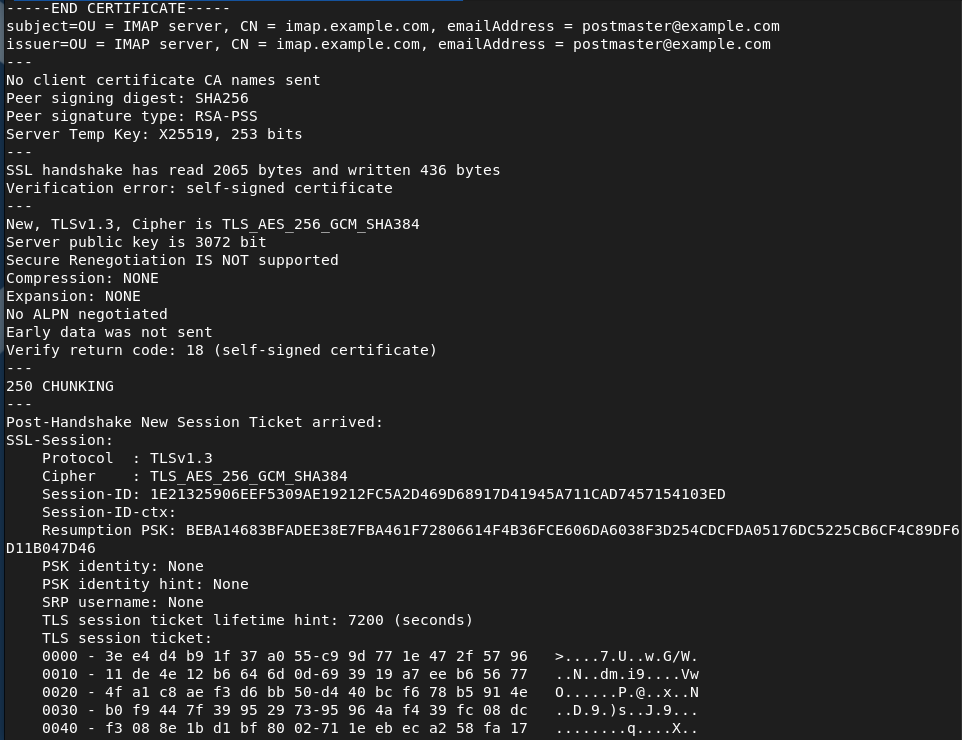 -----END CERTIFICATE-----
subject=OU = IMAP server, CN = imap.example.com, emailAddress = postmaster@example.com
issuer=OU = IMAP server, CN = imap.example.com, emailAddress = postmaster@example.com
---
No client certificate CA names sent
Peer signing digest: SHA256
Peer signature type: RSA-PSS
Server Temp Key: X25519, 253 bits
---
SSL handshake has read 2065 bytes and written 436 bytes
Verification error: self-signed certificate
---
New, TLSv1.3, Cipher is TLS_AES_256_GCM_SHA384
Server public key is 3072 bit
Secure Renegotiation IS NOT supported
Compression: NONE
Expansion: NONE
No ALPN negotiated
Early data was not sent
Verify return code: 18 (self-signed certificate)
---
250 CHUNKING
---
Post-Handshake New Session Ticket arrived:
SSL-Session:
    Protocol  : TLSv1.3
    Cipher    : TLS_AES_256_GCM_SHA384
    Session-ID: 1E21325906EEF5309AE19212FC5A2D469D68917D41945A711CAD7457154103ED
    Session-ID-ctx:
    Resumption PSK: BEBA14683BFADEE38E7FBA461F72806614F4B36FCE606DA6038F3D254CDCFDA05176DC5225CB6CF4C89DF6
D11B047D46
    PSK identity: None
    PSK identity hint: None
    SRP username: None
    TLS session ticket lifetime hint: 7200 (seconds)
    TLS session ticket:
    0000 - 3e e4 d4 b9 1f 37 a0 55-c9 9d 77 1e 47 2f 57 96   >....7.U..w.G/W.
    0010 - 11 de 4e 12 b6 64 6d 0d-69 39 19 a7 ee b6 56 77   ..N..dm.i9....Vw
    0020 - 4f a1 c8 ae f3 d6 bb 50-d4 40 bc f6 78 b5 91 4e   O......P.@..x..N
    0030 - b0 f9 44 7f 39 95 29 73-95 96 4a f4 39 fc 08 dc   ..D.9.)s..J.9...
    0040 - f3 08 8e 1b d1 bf 80 02-71 1e eb ec a2 58 fa 17   ........q....X..